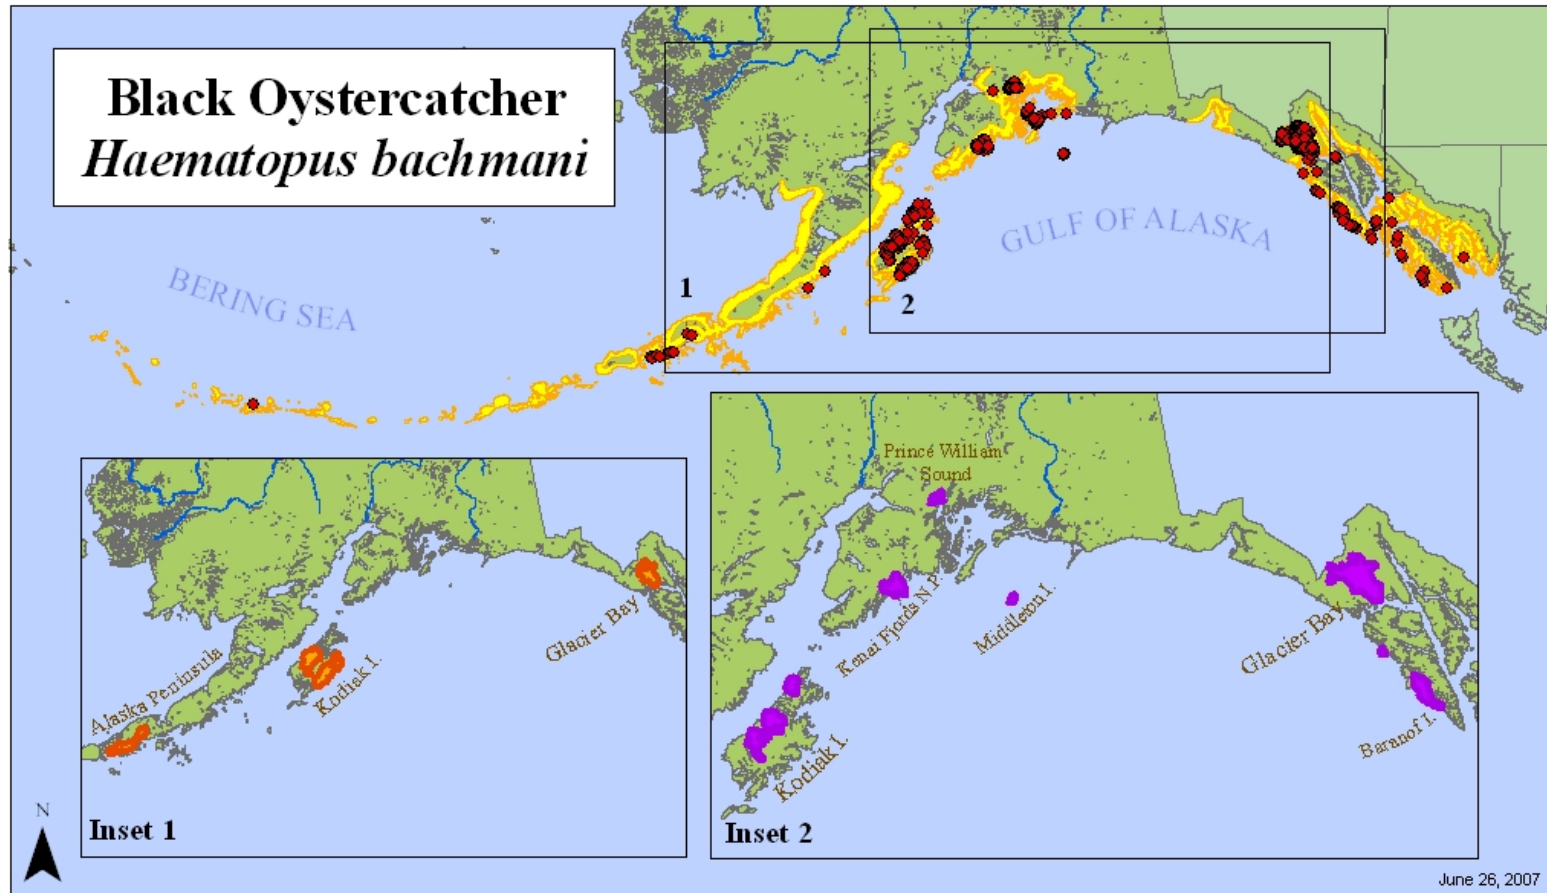 Black Oystercatcher
Haematopus bachmani
GULF OF ALASKA
BERING SEA
1
2
Prince William
Sound
Kenai Fjords N.P.
Middleton I.
Glacier Bay
Baranof I.
Kodiak I.
Inset 2
Glacier Bay
Kodiak I.
Alaska Peninsula
Inset 1
N
June 26, 2007